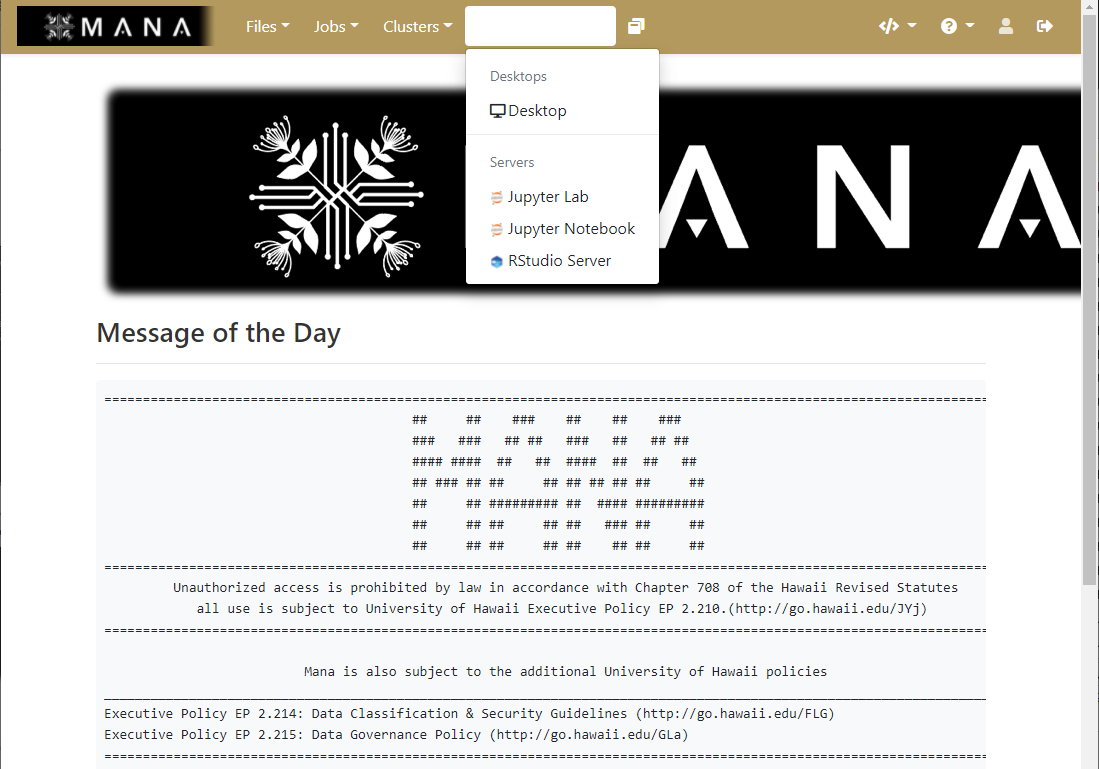 MANA
Files
Jobs
Clusters
</>
?
Desktops
Desktop
Servers
Jupyter Lab
Jupyter Notebook
RStudio Server
A N A
Message of the Day
================================================================================
##     ##    ###    ##    ##    ###
###   ###   ## ##   ###   ##   ## ##
#### ####  ##   ##  ####  ##  ##   ##
## ### ## ##     ## ## ## ## ##     ##
##     ## ######### ##  #### #########
##     ## ##     ## ##   ### ##     ##
##     ## ##     ## ##    ## ##     ##
================================================================================
Unauthorized access is prohibited by law in accordance with Chapter 708 of the Hawaii Revised Statutes
all use is subject to University of Hawaii Executive Policy EP 2.210.(http://go.hawaii.edu/JYj)
================================================================================
Mana is also subject to the additional University of Hawaii policies
________________________________________________________________________________
Executive Policy EP 2.214: Data Classification & Security Guidelines (http://go.hawaii.edu/FLG)
Executive Policy EP 2.215: Data Governance Policy (http://go.hawaii.edu/GLa)
================================================================================